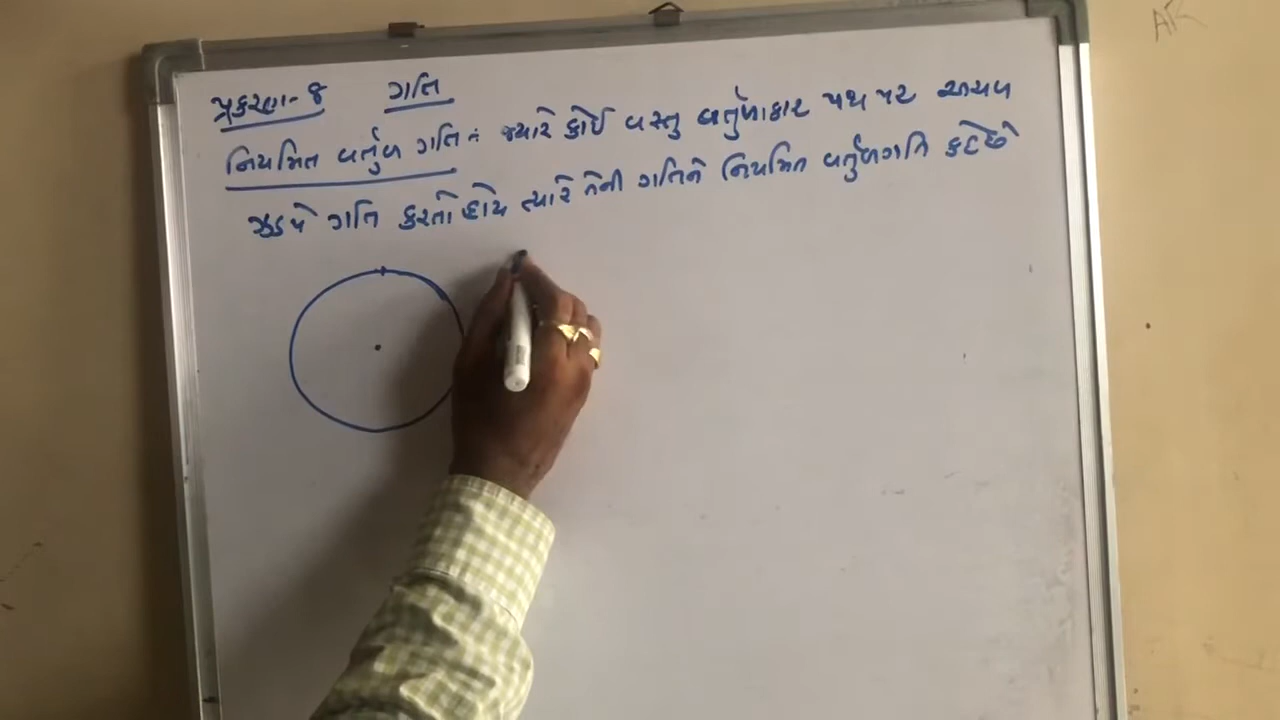 પ્રકરણ-8 ગતિ
નિયમિત વર્તુળ ગતિ :- જ્યારે કોઈ વસ્તુ વર્તુળાકાર પથ પર અચળ
ઝડપે ગતિ કરતો હોય ત્યારે તેની ગતિને નિયમિત વર્તુળગતિ કહે છે
AR